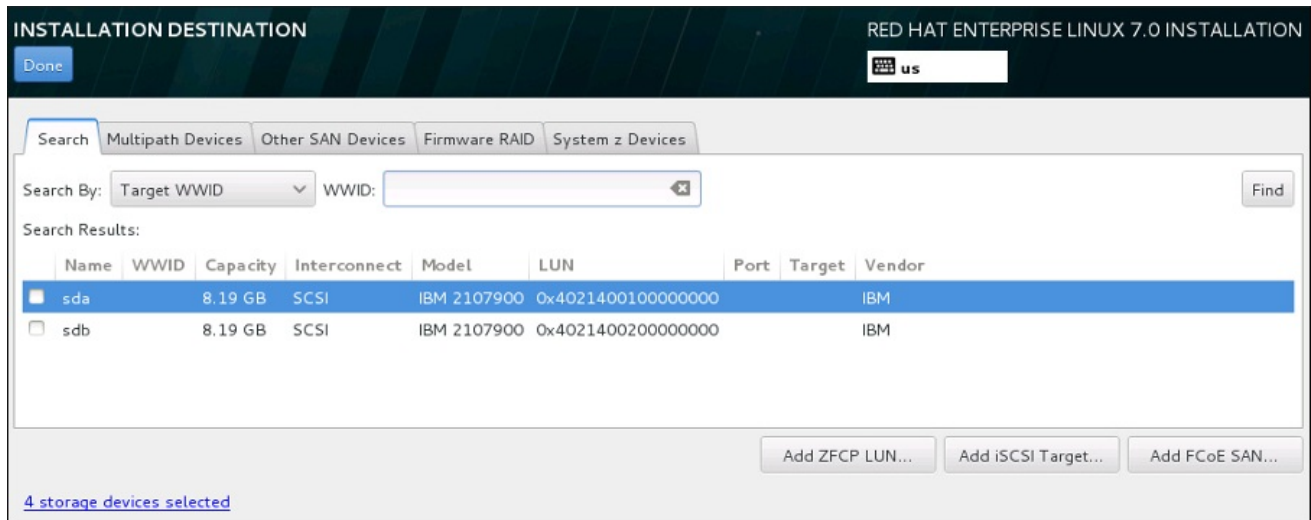 INSTALLATION DESTINATION
RED HAT ENTERPRISE LINUX 7.0 INSTALLATION
Done
us
Search Multipath Devices Other SAN Devices Firmware RAID System z Devices
Search By: Target WWID WWID: Find
Search Results:
Name WWID Capacity Interconnect Model LUN Port Target Vendor
sda 8.19 GB SCSI IBM 2107900 0x4021400100000000 IBM
sdb 8.19 GB SCSI IBM 2107900 0x4021400200000000 IBM
Add ZFCP LUN... Add iSCSI Target... Add FCoE SAN...
4 storage devices selected